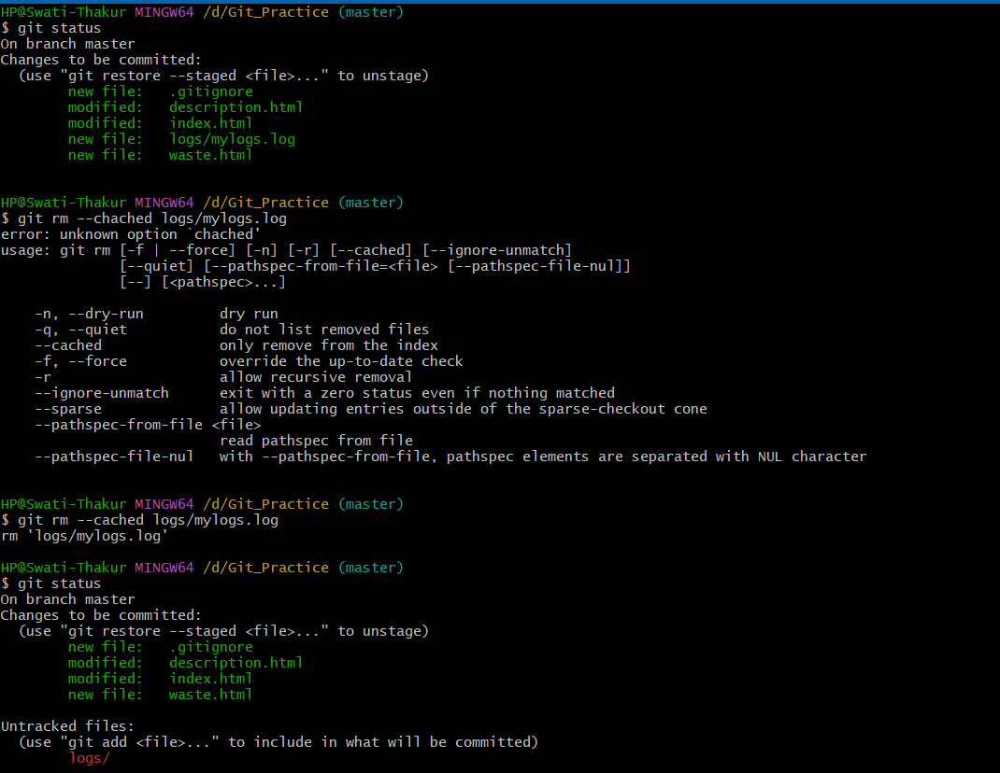 HP@Swati-Thakur MINGW64 /d/Git_Practice (master)
$ git status
On branch master
Changes to be committed:
  (use "git restore --staged <file>..." to unstage)
        new file:   .gitignore
        modified:   description.html
        modified:   index.html
        new file:   logs/mylogs.log
        new file:   waste.html
HP@Swati-Thakur MINGW64 /d/Git_Practice (master)
$ git rm --chached logs/mylogs.log
error: unknown option `chached'
usage: git rm [-f | --force] [-n] [-r] [--cached] [--ignore-unmatch]
              [--quiet] [--pathspec-from-file=<file> [--pathspec-file-nul]]
              [--] [<pathspec>...]
    -n, --dry-run         dry run
    -q, --quiet           do not list removed files
    --cached              only remove from the index
    -f, --force           override the up-to-date check
    -r                    allow recursive removal
    --ignore-unmatch      exit with a zero status even if nothing matched
    --sparse              allow updating entries outside of the sparse-checkout cone
    --pathspec-from-file <file>
                          read pathspec from file
    --pathspec-file-nul   with --pathspec-from-file, pathspec elements are separated with NUL character
HP@Swati-Thakur MINGW64 /d/Git_Practice (master)
$ git rm --cached logs/mylogs.log
rm 'logs/mylogs.log'
HP@Swati-Thakur MINGW64 /d/Git_Practice (master)
$ git status
On branch master
Changes to be committed:
  (use "git restore --staged <file>..." to unstage)
        new file:   .gitignore
        modified:   description.html
        modified:   index.html
        new file:   waste.html
Untracked files:
  (use "git add <file>..." to include in what will be committed)
        logs/